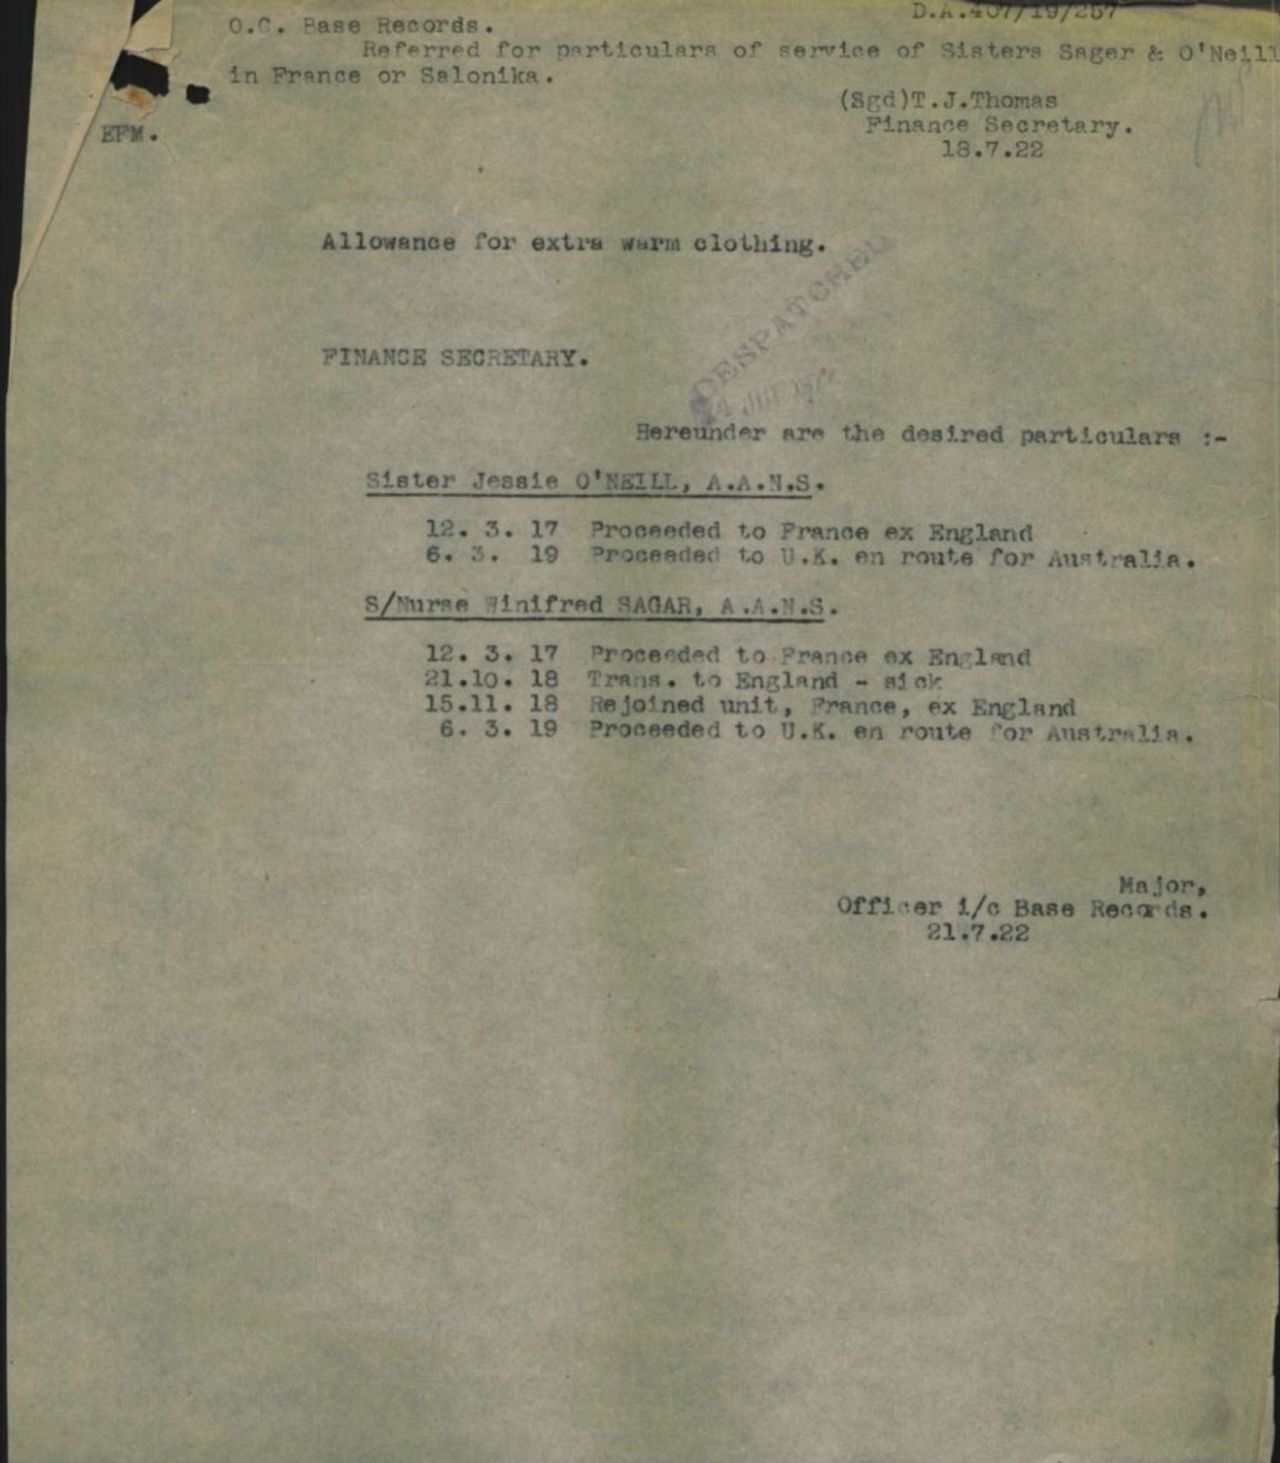 D.A.407/19/257
O.C. Base Records.
Referred for particulars of service of Sisters Sager & O'Neill
in France or Salonika.
(Sgd)T.J.Thomas
Finance Secretary.
18.7.22
EFM.
Allowance for extra warm clothing.
DESPATCHED
FINANCE SECRETARY.
Hereunder are the desired particulars :-
Sister Jessie O'NEILL, A.A.N.S.
12. 3. 17 Proceeded to France ex England
6. 3. 19 Proceeded to U.K. en route for Australia.
S/Nurse Winifred SAGAR, A.A.N.S.
12. 3. 17 Proceeded to France ex England
21.10. 18 Trans. to England - sick
15.11. 18 Rejoined unit, France, ex England
6. 3. 19 Proceeded to U.K. en route for Australia.
Major,
Officer i/c Base Records.
21.7.22